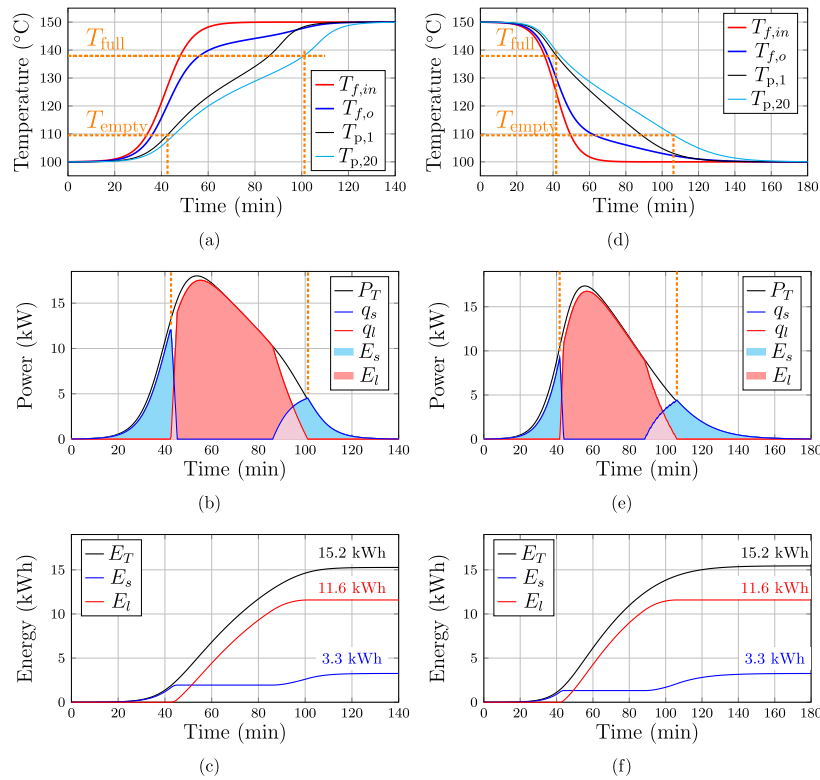 Temperature (°C)
150
140
130
120
110
100
T_full
T_empty
T_f,in
T_f,o
T_p,1
T_p,20
0 20 40 60 80 100 120 140
Time (min)
(a)
Temperature (°C)
150
140
130
120
110
100
T_full
T_empty
T_f,in
T_f,o
T_p,1
T_p,20
0 20 40 60 80 100 120 140 160 180
Time (min)
(d)
Power (kW)
15
10
5
0
P_T
q_s
q_l
E_s
E_l
0 20 40 60 80 100 120 140
Time (min)
(b)
Power (kW)
15
10
5
0
P_T
q_s
q_l
E_s
E_l
0 20 40 60 80 100 120 140 160 180
Time (min)
(e)
Energy (kWh)
15
10
5
0
E_T
E_s
E_l
15.2 kWh
11.6 kWh
3.3 kWh
0 20 40 60 80 100 120 140
Time (min)
(c)
Energy (kWh)
15
10
5
0
E_T
E_s
E_l
15.2 kWh
11.6 kWh
3.3 kWh
0 20 40 60 80 100 120 140 160 180
Time (min)
(f)